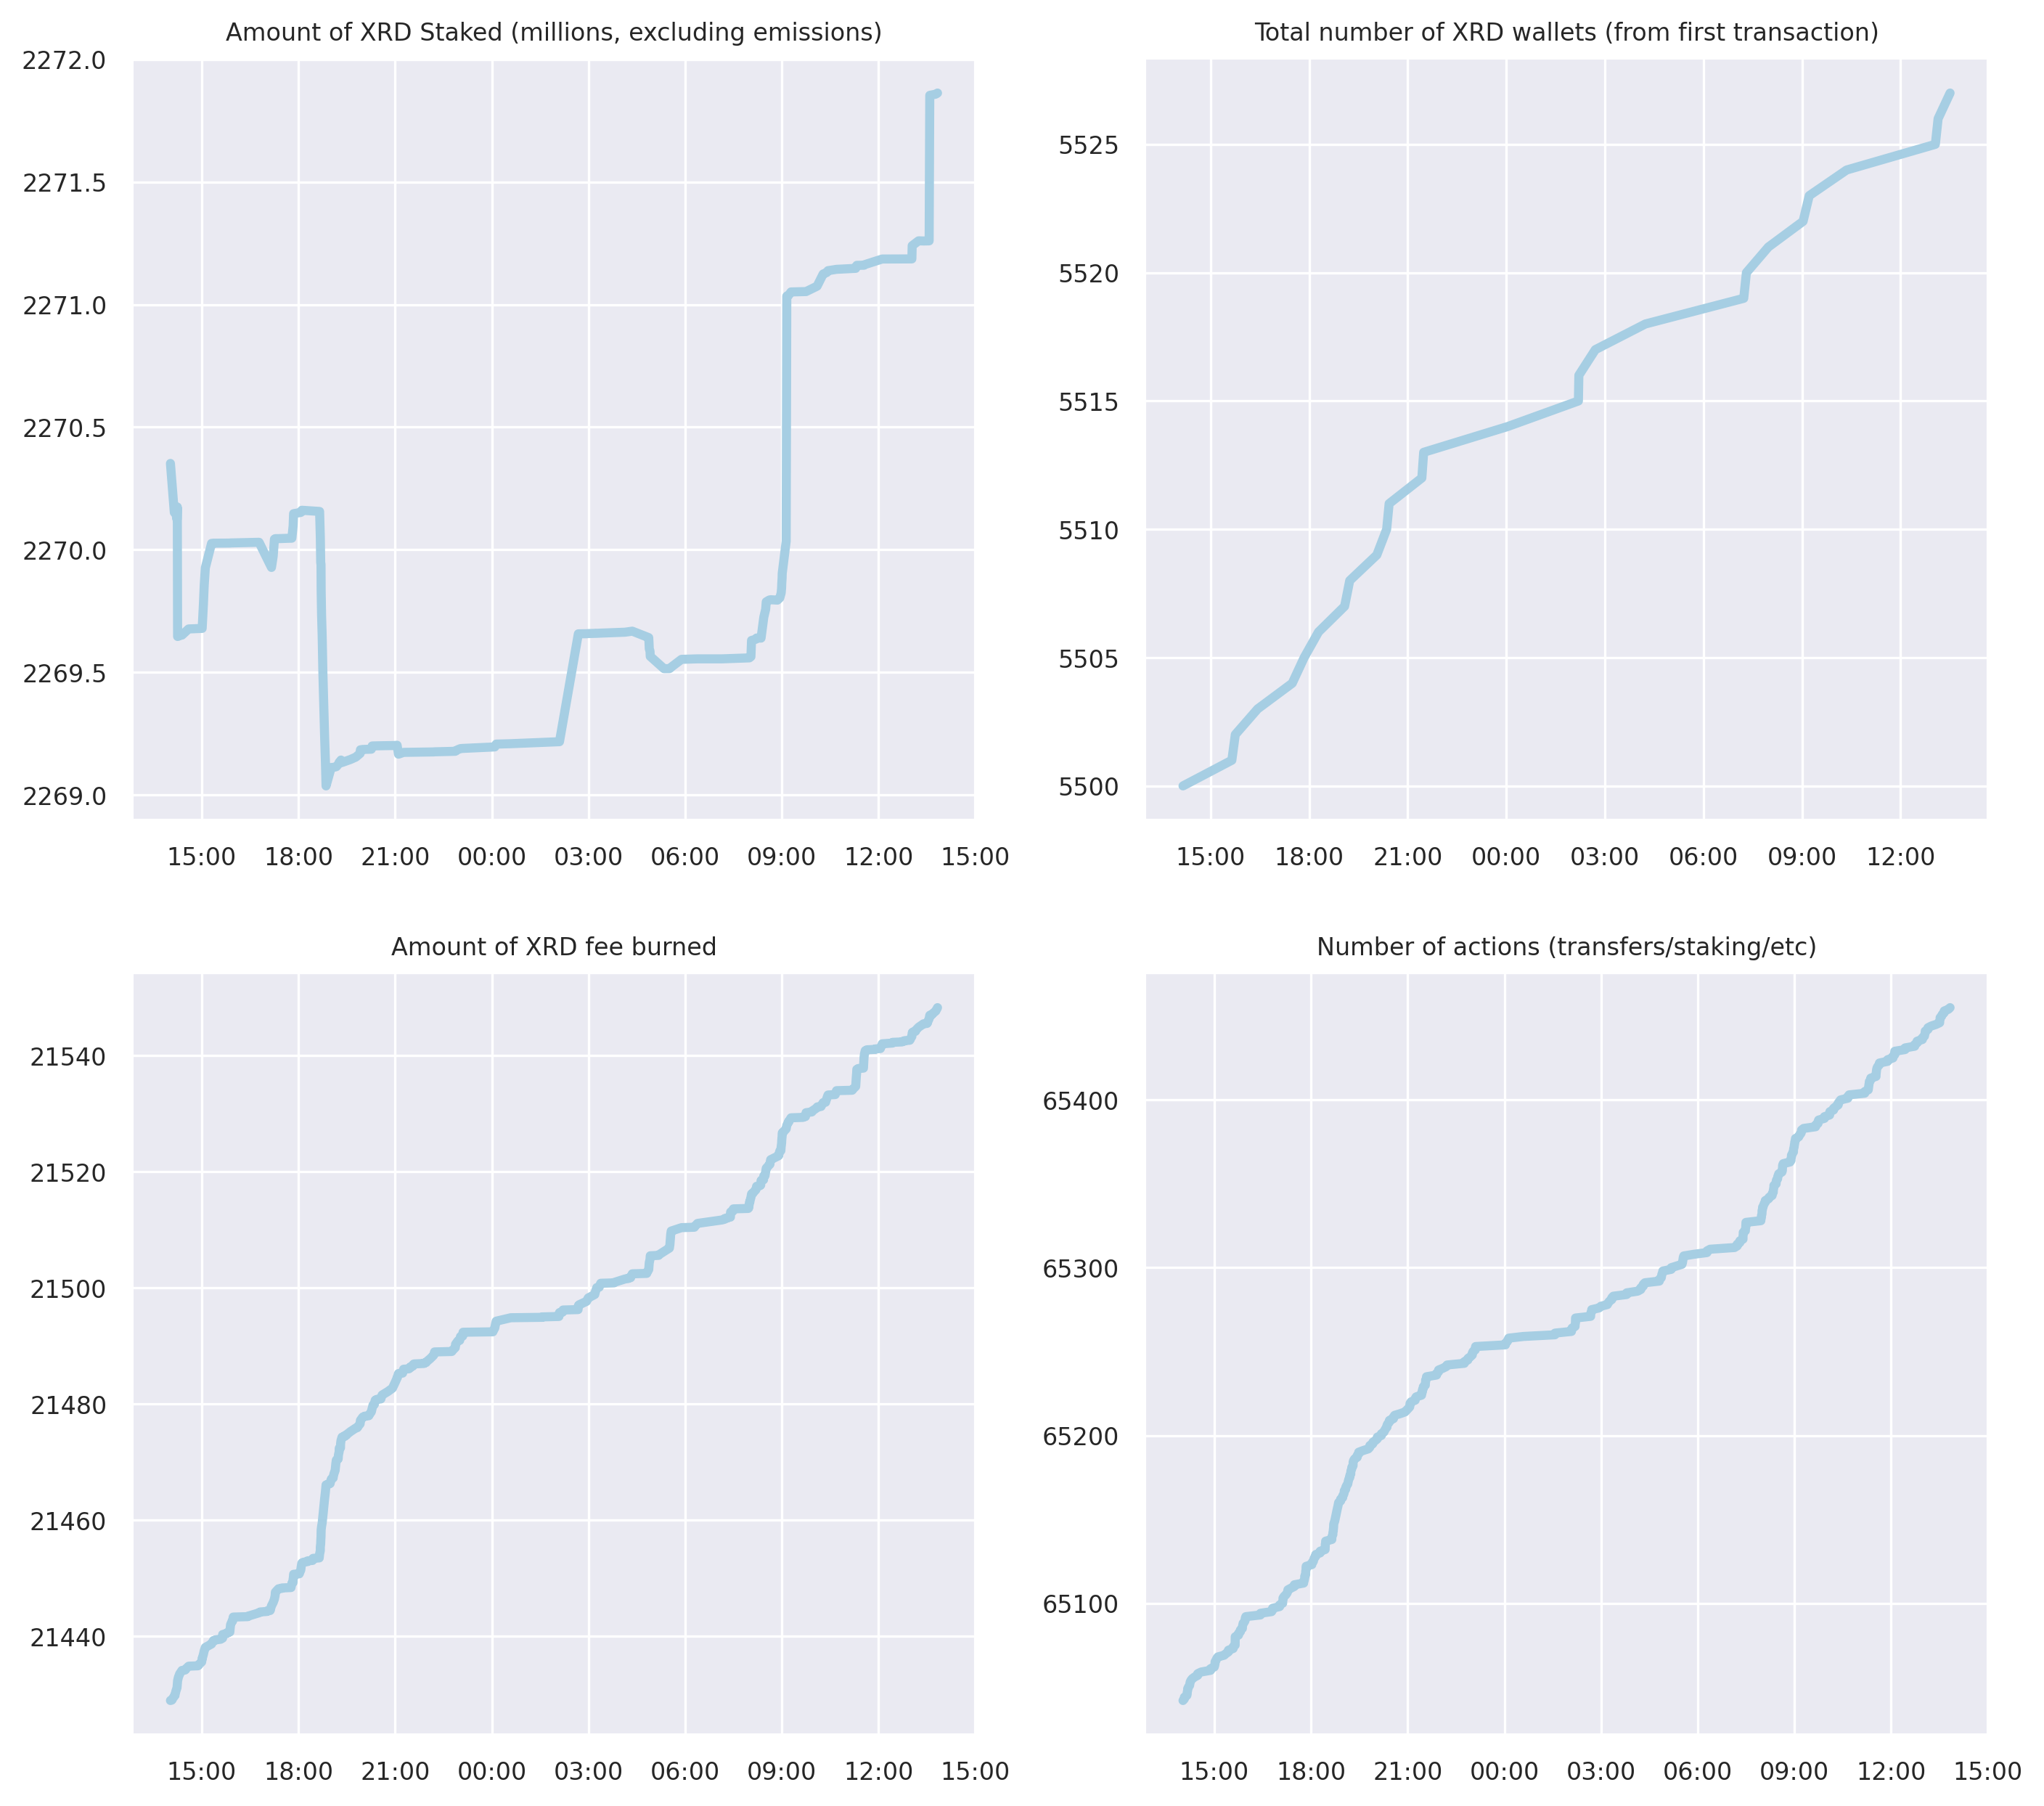 Amount of XRD Staked (millions, excluding emissions)
2272.0
2271.5
2271.0
2270.5
2270.0
2269.5
2269.0
15:00 18:00 21:00 00:00 03:00 06:00 09:00 12:00 15:00
Total number of XRD wallets (from first transaction)
5525
5520
5515
5510
5505
5500
15:00 18:00 21:00 00:00 03:00 06:00 09:00 12:00
Amount of XRD fee burned
21540
21520
21500
21480
21460
21440
15:00 18:00 21:00 00:00 03:00 06:00 09:00 12:00 15:00
Number of actions (transfers/staking/etc)
65400
65300
65200
65100
15:00 18:00 21:00 00:00 03:00 06:00 09:00 12:00 15:00